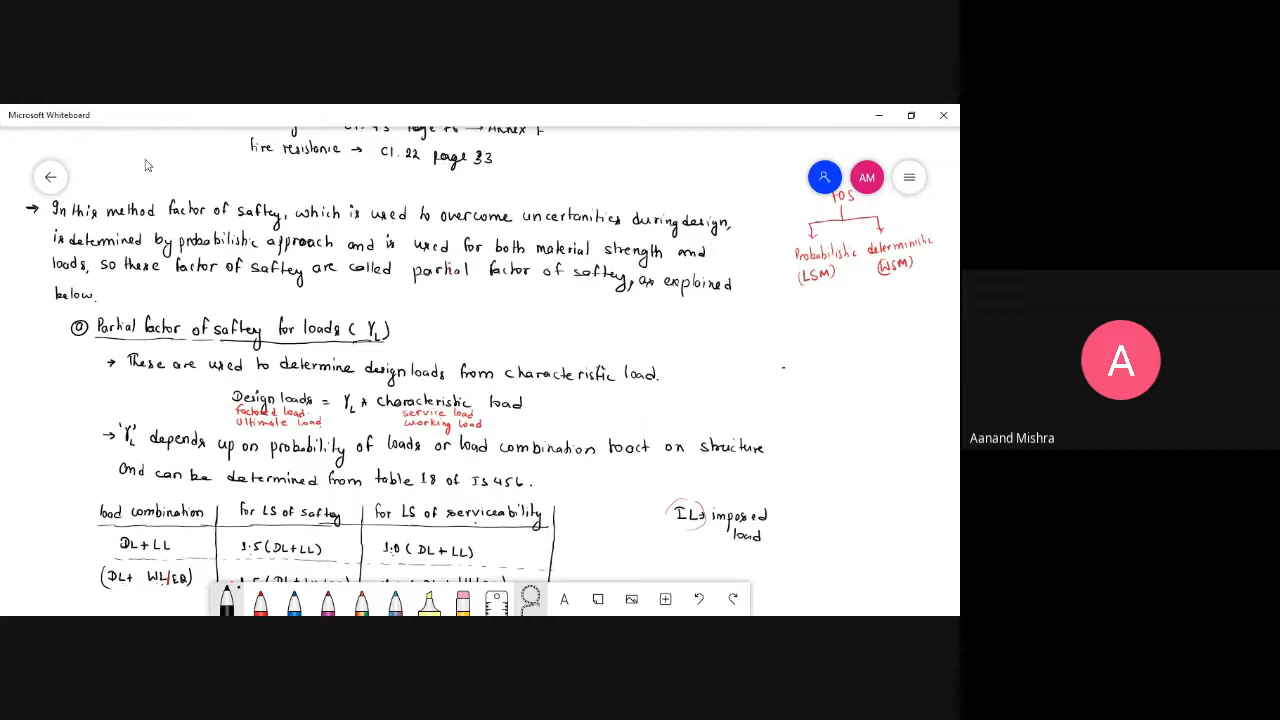 Microsoft Whiteboard
Fire resistance → Cl. 22 page 33
AM
FOS
Probabilistic deterministic
(LSM) (WSM)
→ In this method factor of saftey, which is used to overcome uncertanities during design,
is determined by probabilistic approach and is used for both material strength and
loads, so these factor of saftey are called partial factor of saftey, as explained
below.
ⓐ Partial factor of saftey for loads ( γL )
→ These are used to determine design loads from characteristic load.
Design loads = γL * characteristic load
factored load. service load
ultimate load. working load
→ 'γL' depends up on probability of loads or load combination to act on structure
and can be determined from table 18 of IS 456.
load combination for LS of saftey for LS of serviceability
IL → imposed
load
DL + LL 1.5 (DL + LL) 1.0 (DL + LL)
(DL + WL/EQ)
A
Aanand Mishra